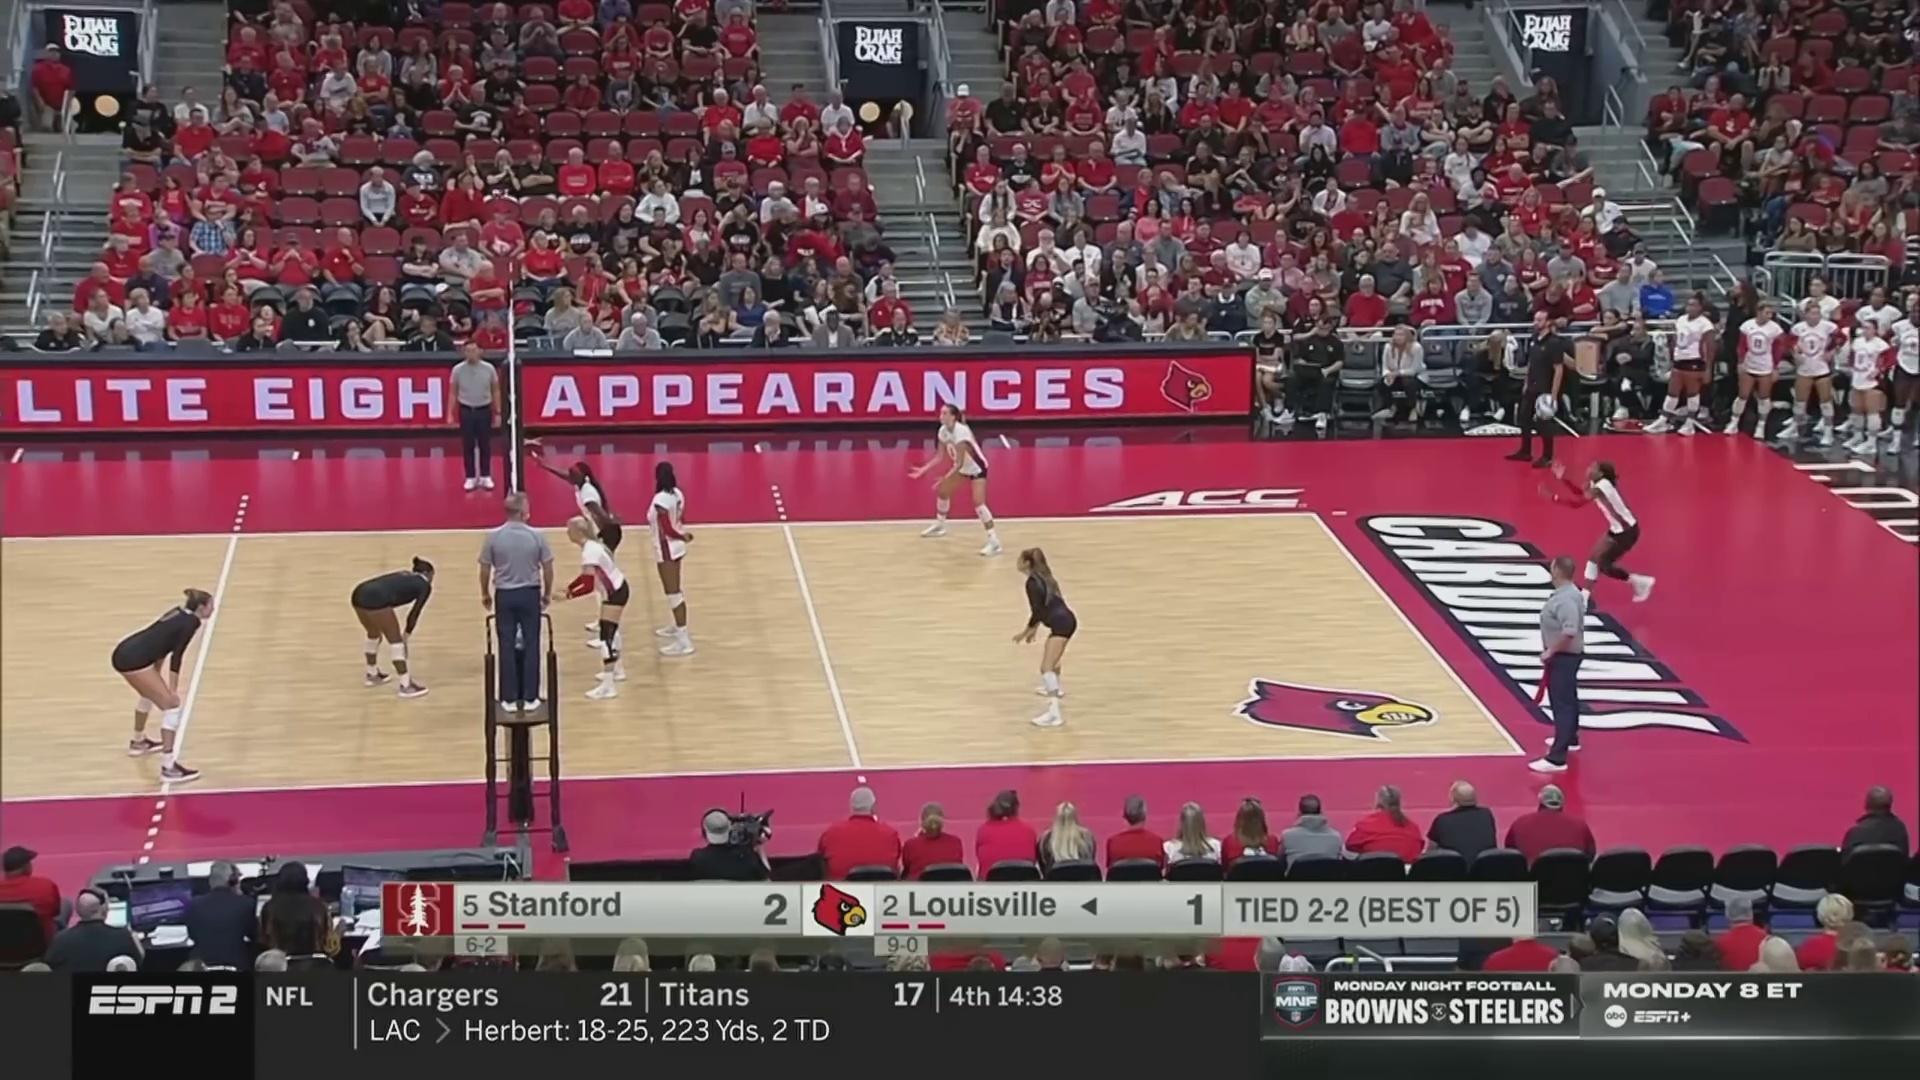 ELIJAH CRAIG
ELIJAH CRAIG
ELIJAH CRAIG
LITE EIGH APPEARANCES
ACC
CARDINALS
5 Stanford 2
6-2
2 Louisville ◄ 1
9-0
TIED 2-2 (BEST OF 5)
ESPN2 NFL
Chargers 21 | Titans 17 | 4th 14:38
LAC > Herbert: 18-25, 223 Yds, 2 TD
MNF
MONDAY NIGHT FOOTBALL
BROWNS STEELERS
MONDAY 8 ET
abc ESPN+